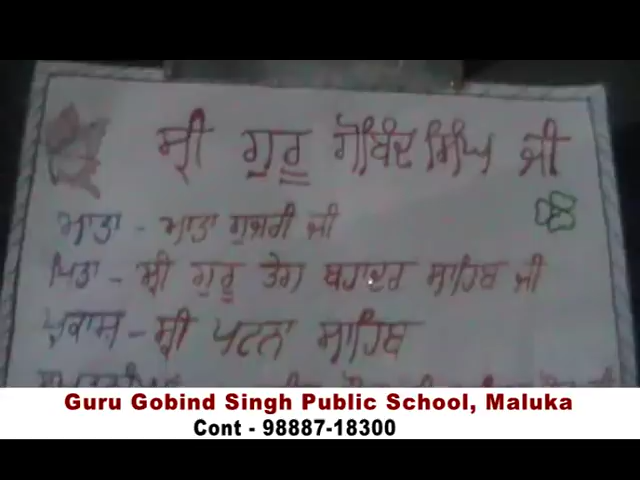 ਸ੍ਰੀ ਗੁਰੂ ਗੋਬਿੰਦ ਸਿੰਘ ਜੀ
ਮਾਤਾ - ਮਾਤਾ ਗੁਜਰੀ ਜੀ
ਪਿਤਾ - ਸ੍ਰੀ ਗੁਰੂ ਤੇਗ ਬਹਾਦਰ ਸਾਹਿਬ ਜੀ
ਪ੍ਰਕਾਸ਼ - ਸ੍ਰੀ ਪਟਨਾ ਸਾਹਿਬ
Guru Gobind Singh Public School, Maluka
Cont - 98887-18300